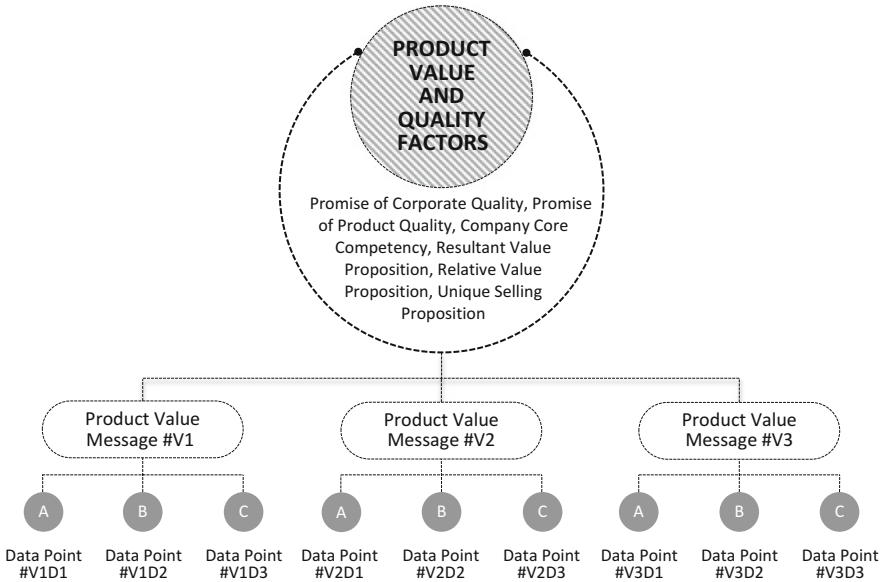 PRODUCT
VALUE
AND
QUALITY
FACTORS
Promise of Corporate Quality, Promise
of Product Quality, Company Core
Competency, Resultant Value
Proposition, Relative Value
Proposition, Unique Selling
Proposition
Product Value
Message #V1
Product Value
Message #V2
Product Value
Message #V3
A
B
C
A
B
C
A
B
C
Data Point
#V1D1
Data Point
#V1D2
Data Point
#V1D3
Data Point
#V2D1
Data Point
#V2D2
Data Point
#V2D3
Data Point
#V3D1
Data Point
#V3D2
Data Point
#V3D3